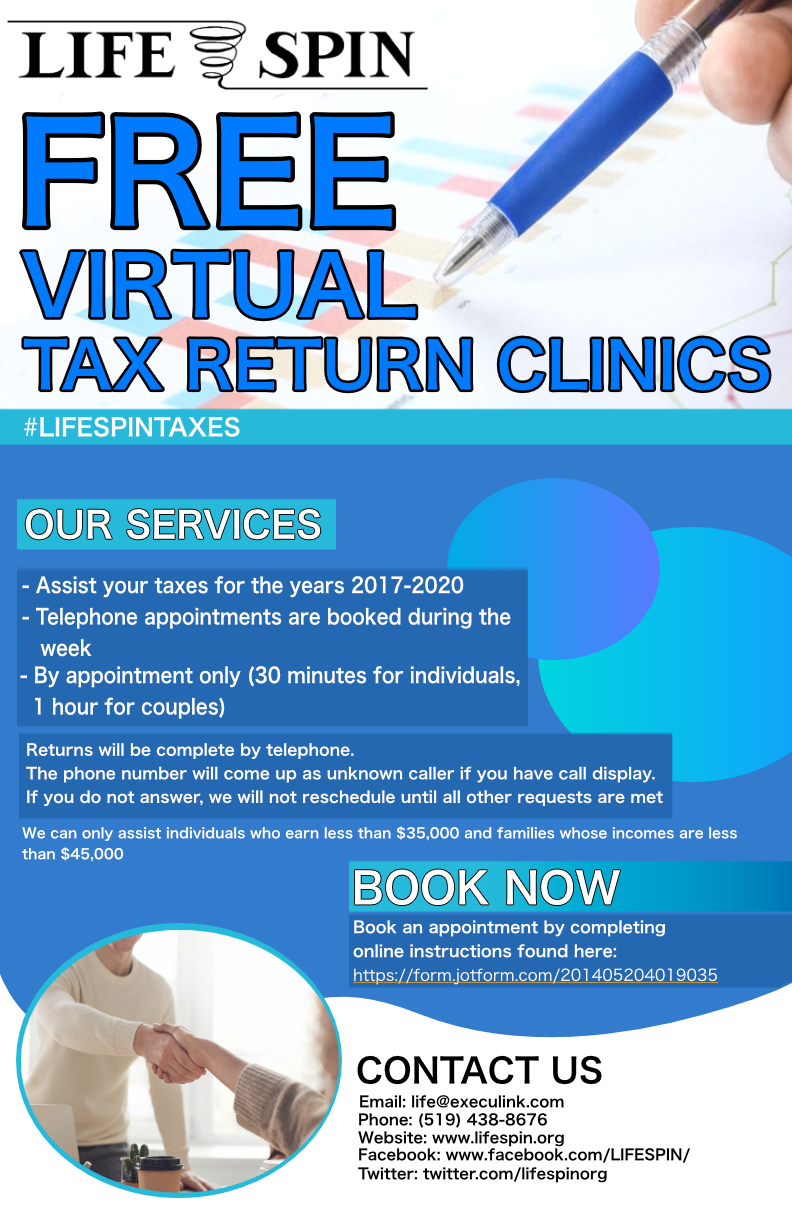 LIFE SPIN
FREE
VIRTUAL
TAX RETURN CLINICS
#LIFESPINTAXES
OUR SERVICES
- Assist your taxes for the years 2017-2020
- Telephone appointments are booked during the
week
- By appointment only (30 minutes for individuals,
1 hour for couples)
Returns will be complete by telephone.
The phone number will come up as unknown caller if you have call display.
If you do not answer, we will not reschedule until all other requests are met
We can only assist individuals who earn less than $35,000 and families whose incomes are less
than $45,000
BOOK NOW
Book an appointment by completing
online instructions found here:
https://form.jotform.com/201405204019035
CONTACT US
Email: life@execulink.com
Phone: (519) 438-8676
Website: www.lifespin.org
Facebook: www.facebook.com/LIFESPIN/
Twitter: twitter.com/lifespinorg